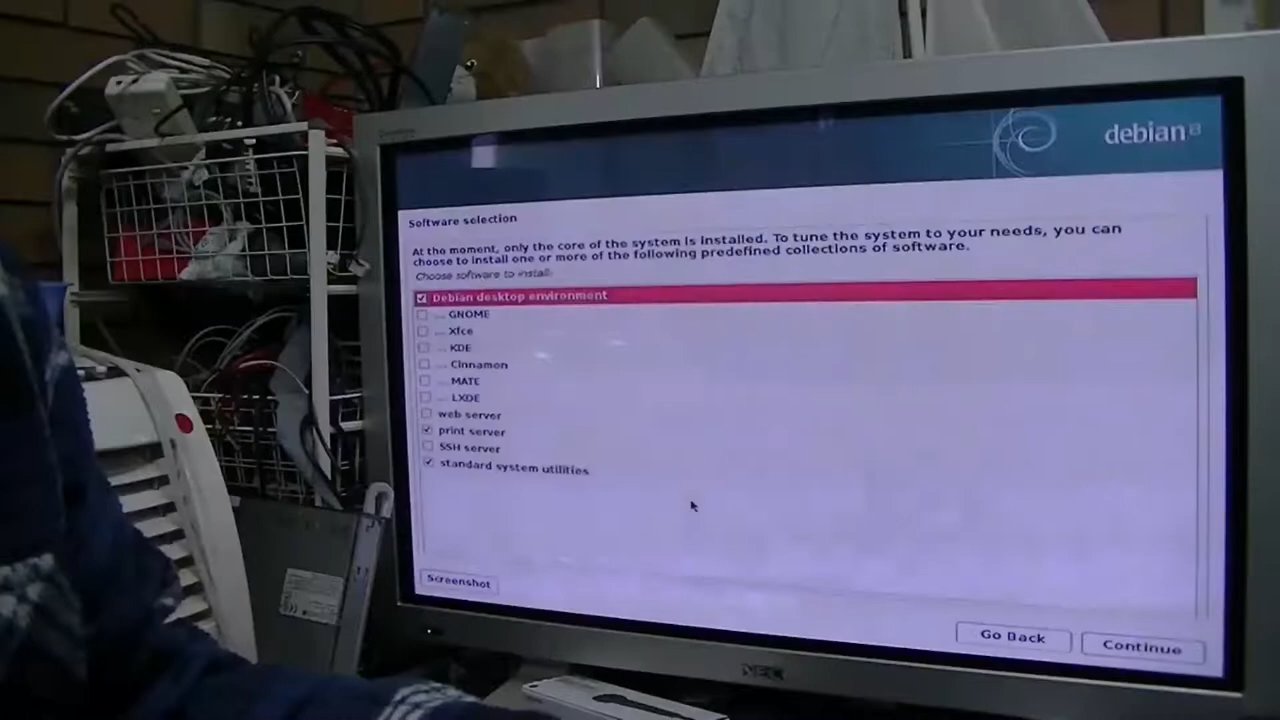 debian 8
Software selection
At the moment, only the core of the system is installed. To tune the system to your needs, you can
choose to install one or more of the following predefined collections of software.
Choose software to install:
Debian desktop environment
... GNOME
... Xfce
... KDE
... Cinnamon
... MATE
... LXDE
web server
print server
SSH server
standard system utilities
Screenshot
Go Back
Continue
NEC